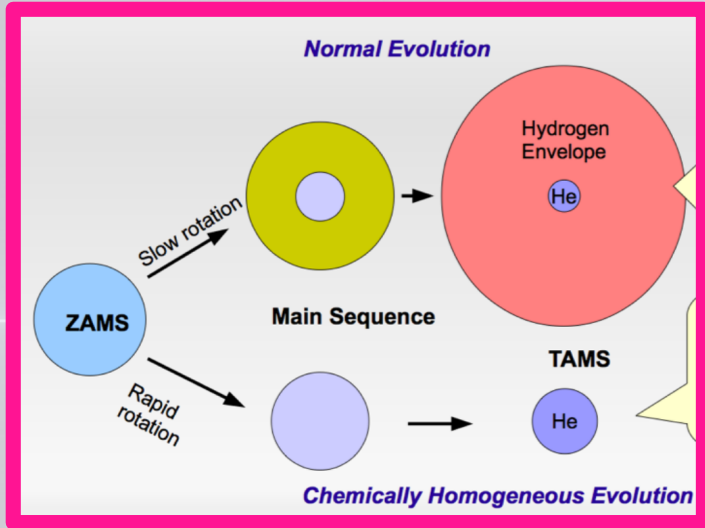 Normal Evolution
Hydrogen
Envelope
He
Slow rotation
ZAMS
Main Sequence
TAMS
Rapid
rotation
He
Chemically Homogeneous Evolution